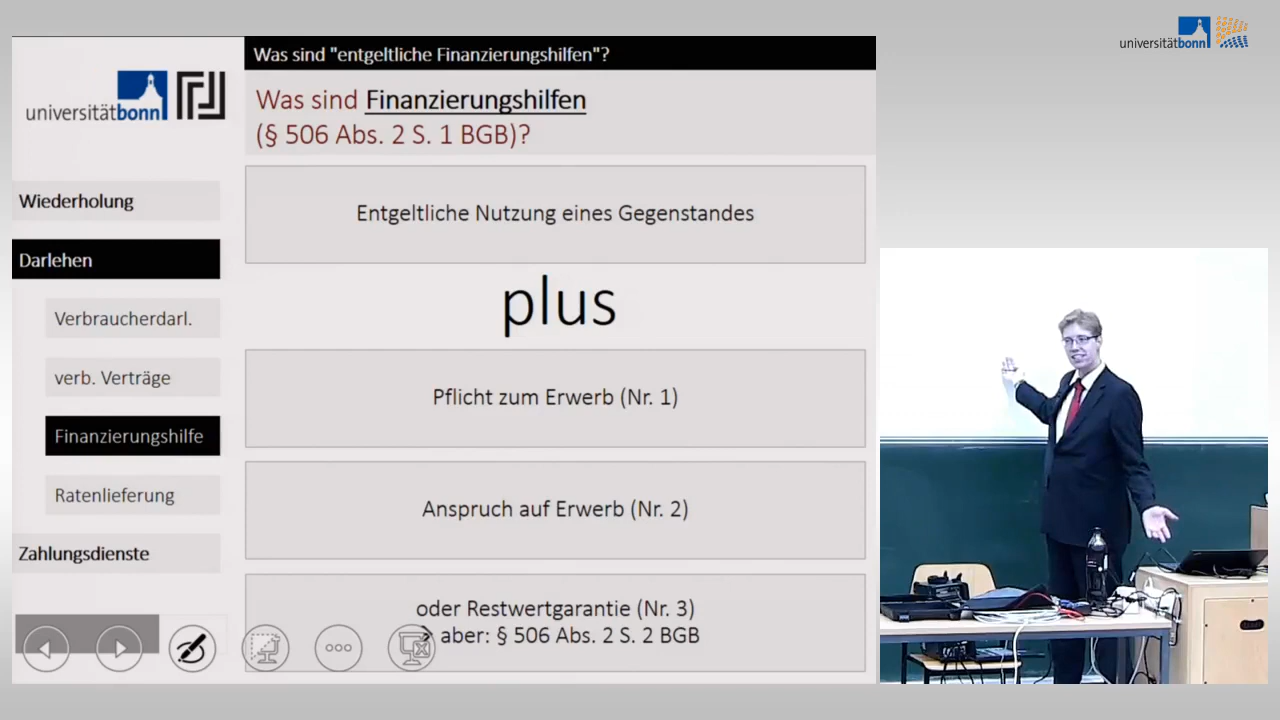 universitätbonn
Was sind "entgeltliche Finanzierungshilfen"?
universitätbonn
Was sind Finanzierungshilfen
(§ 506 Abs. 2 S. 1 BGB)?
Wiederholung
Darlehen
Verbraucherdarl.
verb. Verträge
Finanzierungshilfe
Ratenlieferung
Zahlungsdienste
Entgeltliche Nutzung eines Gegenstandes
plus
Pflicht zum Erwerb (Nr. 1)
Anspruch auf Erwerb (Nr. 2)
oder Restwertgarantie (Nr. 3)
→ aber: § 506 Abs. 2 S. 2 BGB